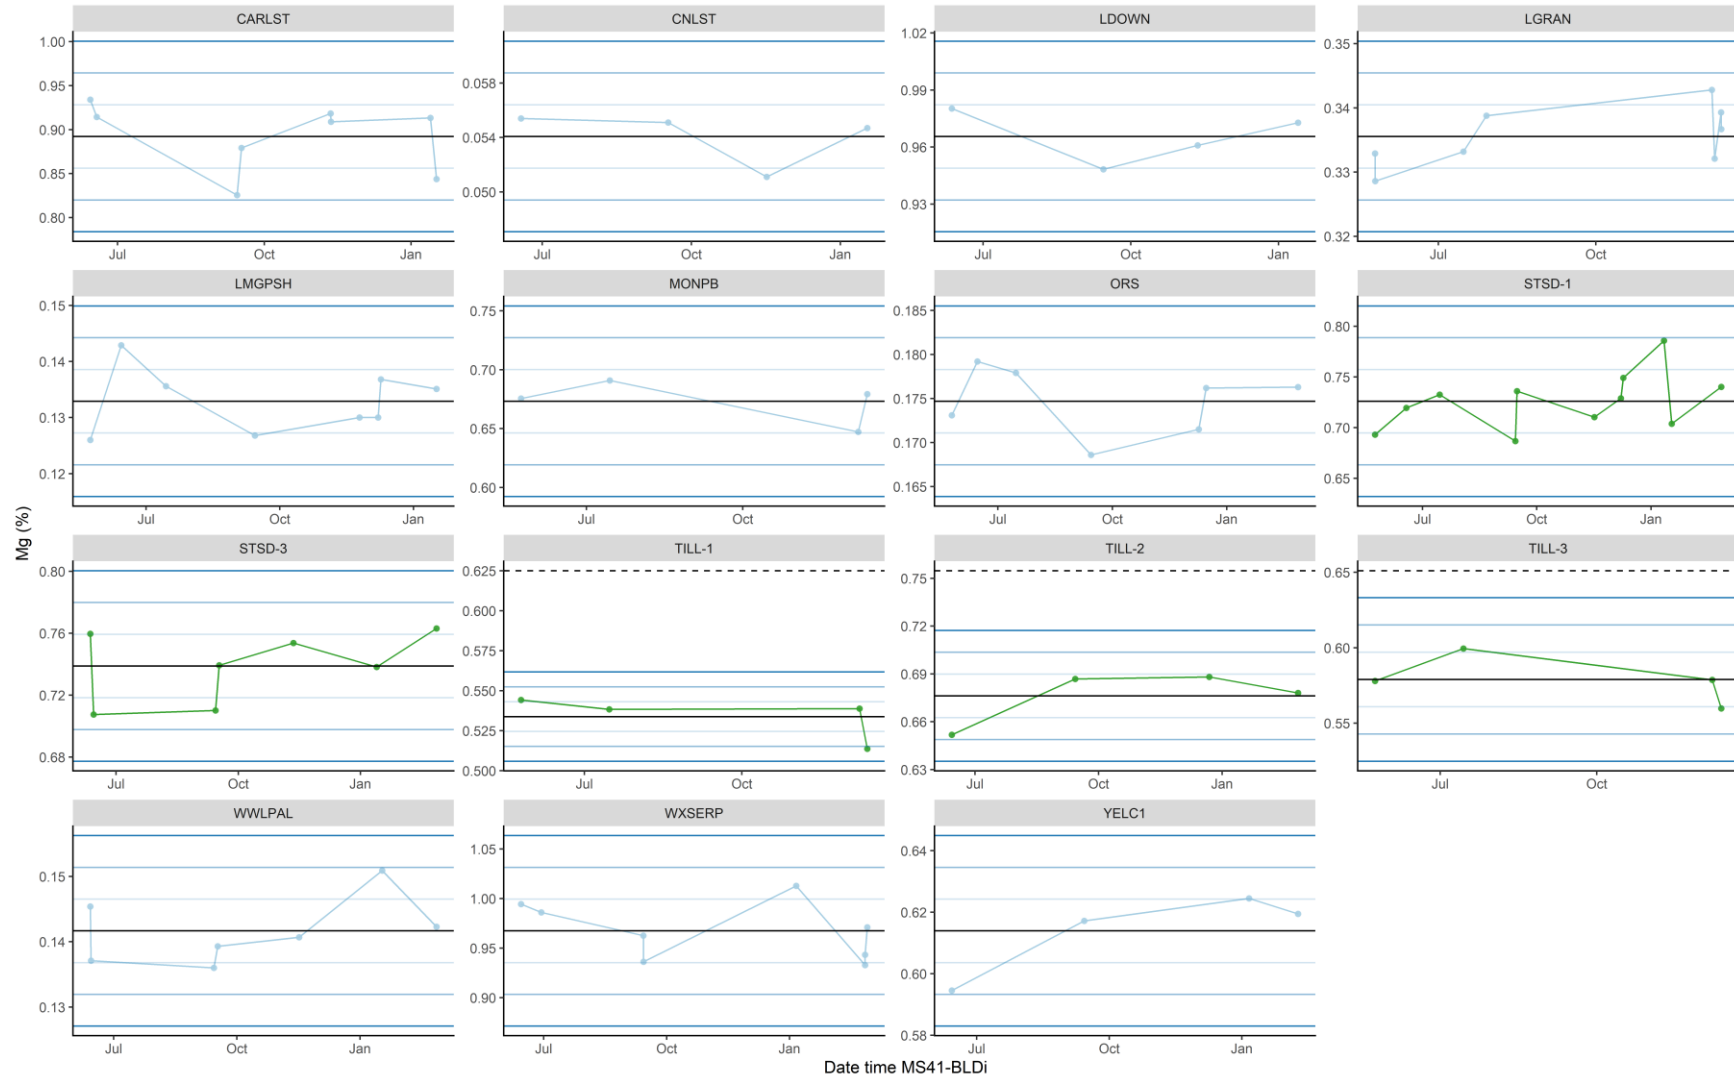 CARLST CNLST LDOWN LGRAN
1.00
0.95
0.90
0.85
0.80
Jul Oct Jan
0.058
0.054
0.050
Jul Oct Jan
1.02
0.99
0.96
0.93
Jul Oct Jan
0.35
0.34
0.33
0.32
Jul Oct
LMGPSH MONPB ORS STSD-1
0.15
0.14
0.13
0.12
Jul Oct Jan
0.75
0.70
0.65
0.60
Jul Oct
0.185
0.180
0.175
0.170
0.165
Jul Oct Jan
0.80
0.75
0.70
0.65
Jul Oct Jan
Mg (%)
STSD-3 TILL-1 TILL-2 TILL-3
0.80
0.76
0.72
0.68
Jul Oct Jan
0.625
0.600
0.575
0.550
0.525
0.500
Jul Oct
0.75
0.72
0.69
0.66
0.63
Jul Oct Jan
0.65
0.60
0.55
Jul Oct
WWLPAL WXSERP YELC1
0.15
0.14
0.13
Jul Oct Jan
1.05
1.00
0.95
0.90
Jul Oct Jan
0.64
0.62
0.60
0.58
Jul Oct Jan
Date time MS41-BLDi